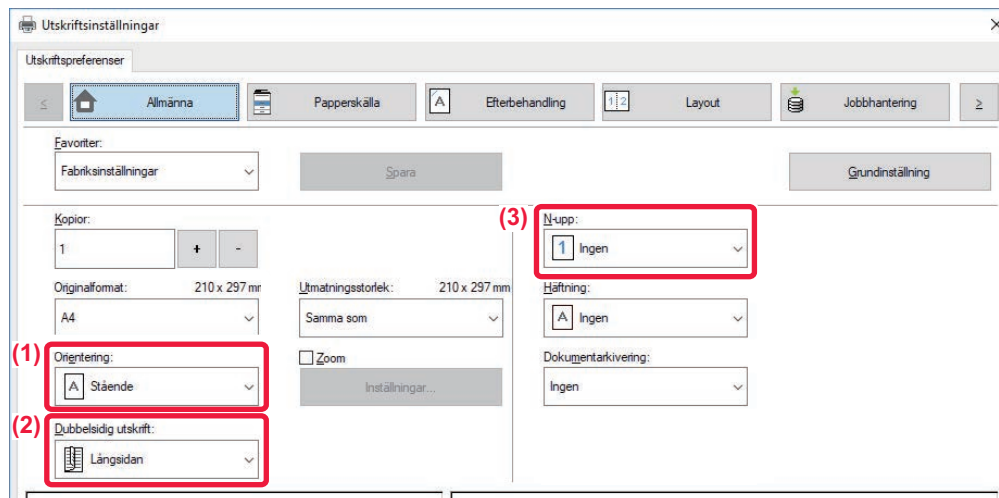 Utskriftsinställningar
Utskriftspreferenser
< Allmänna Papperskälla A Efterbehandling 1 2 Layout Jobbhantering >
Favoriter:
Fabriksinställningar Spara Grundinställning
Kopior: (3) N-upp:
1 + - 1 Ingen
Originalformat: 210 x 297 mm Utmatningsstorlek: 210 x 297 mm Häftning:
A4 Samma som A Ingen
(1) Orientering: Zoom Dokumentarkivering:
A Stående Inställningar... Ingen
(2) Dubbelsidig utskrift:
Långsidan